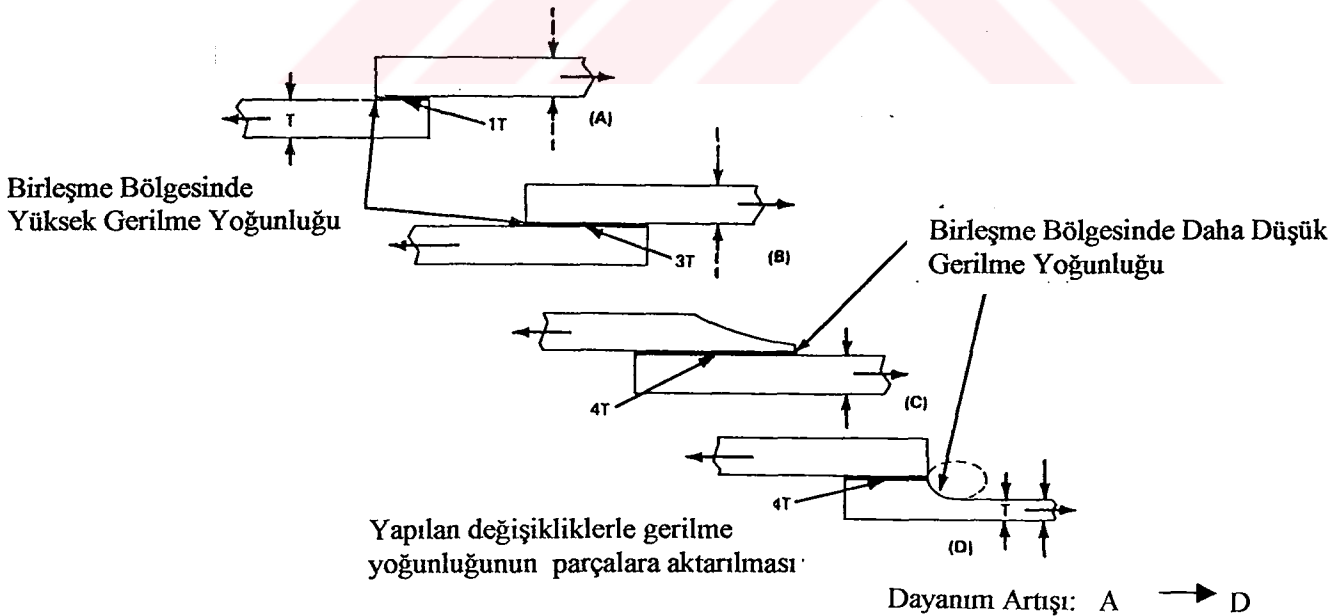 T
1T
(A)
Birleşme Bölgesinde
Yüksek Gerilme Yoğunluğu
3T
(B)
Birleşme Bölgesinde Daha Düşük
Gerilme Yoğunluğu
4T
(C)
4T
T
(D)
Yapılan değişikliklerle gerilme
yoğunluğunun parçalara aktarılması
Dayanım Artışı: A → D